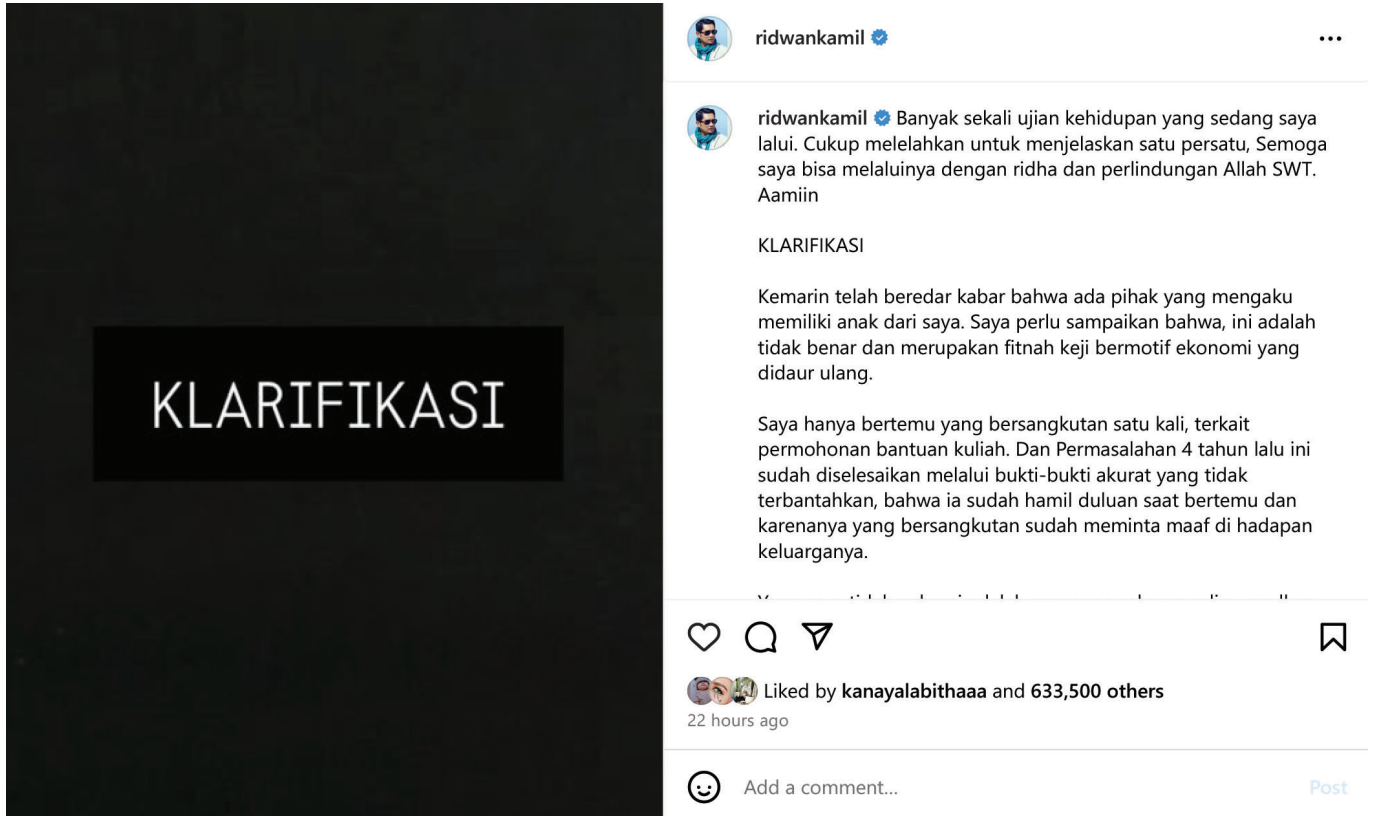 KLARIFIKASI
ridwankamil
ridwankamil Banyak sekali ujian kehidupan yang sedang saya
lalui. Cukup melelahkan untuk menjelaskan satu persatu, Semoga
saya bisa melaluinya dengan ridha dan perlindungan Allah SWT.
Aamiin
KLARIFIKASI
Kemarin telah beredar kabar bahwa ada pihak yang mengaku
memiliki anak dari saya. Saya perlu sampaikan bahwa, ini adalah
tidak benar dan merupakan fitnah keji bermotif ekonomi yang
didaur ulang.
Saya hanya bertemu yang bersangkutan satu kali, terkait
permohonan bantuan kuliah. Dan Permasalahan 4 tahun lalu ini
sudah diselesaikan melalui bukti-bukti akurat yang tidak
terbantahkan, bahwa ia sudah hamil duluan saat bertemu dan
karenanya yang bersangkutan sudah meminta maaf di hadapan
keluarganya.
Liked by kanayalabithaaa and 633,500 others
22 hours ago
Add a comment...
Post